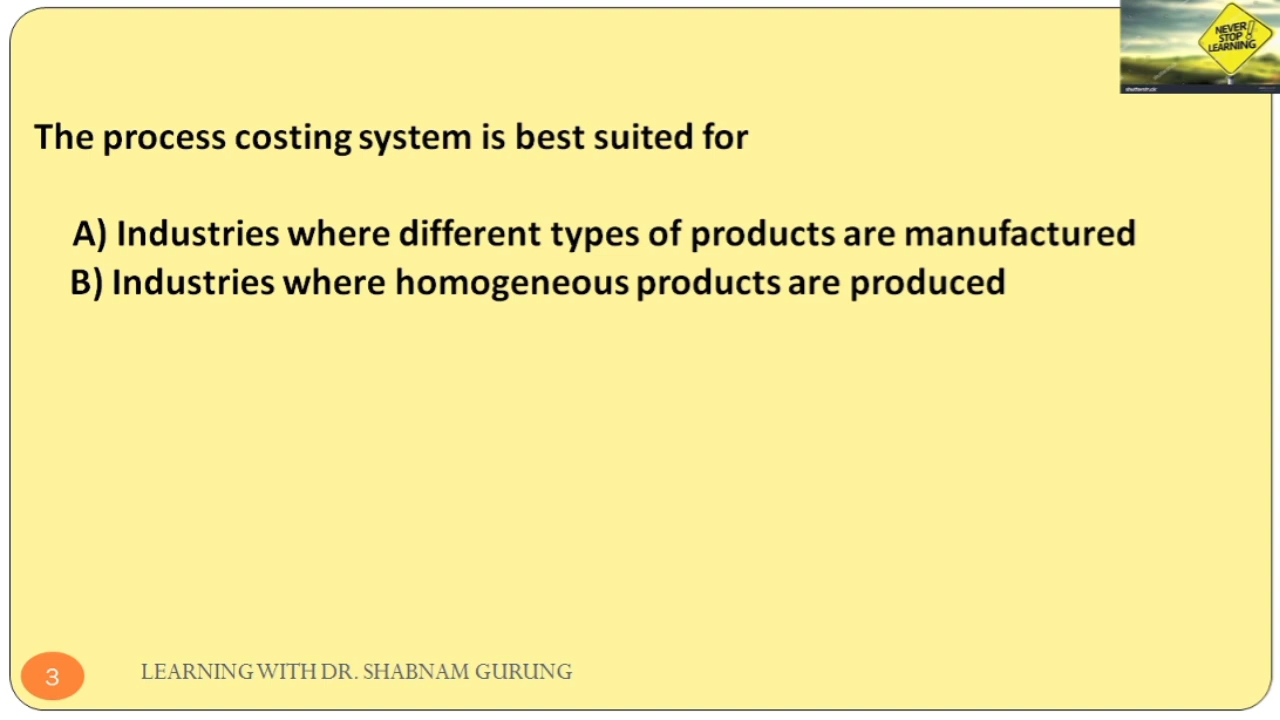 NEVER
STOP !
LEARNING
The process costing system is best suited for
A) Industries where different types of products are manufactured
B) Industries where homogeneous products are produced
3
LEARNING WITH DR. SHABNAM GURUNG